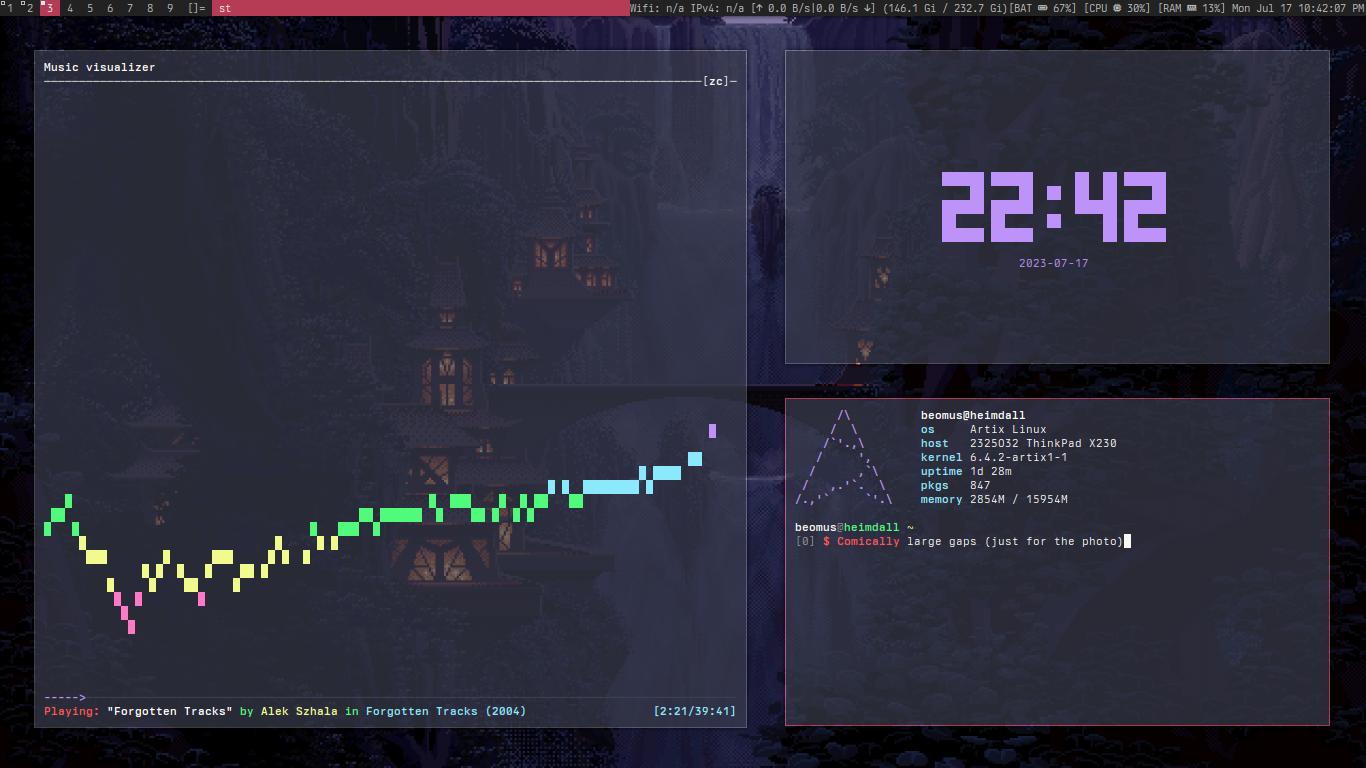 1 2 3 4 5 6 7 8 9 []= st Wifi: n/a IPv4: n/a [↑ 0.0 B/s|0.0 B/s ↓] (146.1 Gi / 232.7 Gi)[BAT 67%] [CPU 30%] [RAM 13%] Mon Jul 17 10:42:07 PM
Music visualizer
[zc]
----->
Playing: "Forgotten Tracks" by Alek Szhala in Forgotten Tracks (2004) [2:21/39:41]
22:42
2023-07-17
beomus@heimdall
os Artix Linux
host 2325O32 ThinkPad X230
kernel 6.4.2-artix1-1
uptime 1d 28m
pkgs 847
memory 2854M / 15954M
beomus@heimdall ~
[0] $ Comically large gaps (just for the photo)